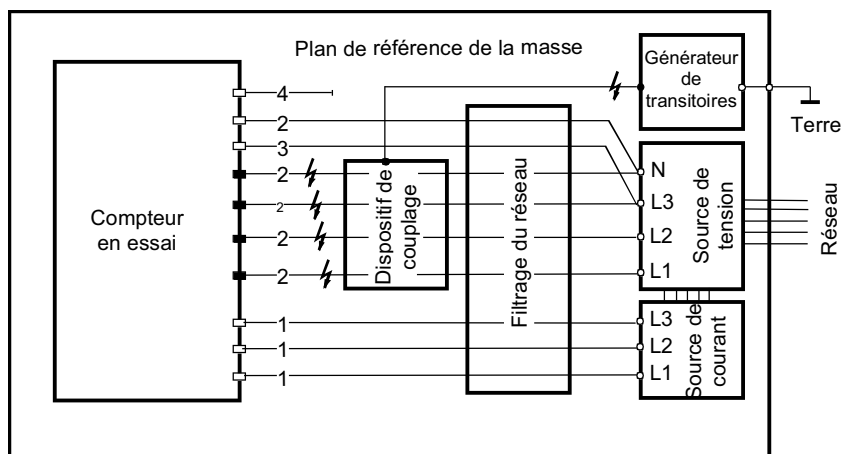 Plan de référence de la masse
Générateur
de
transitoires
Terre
Compteur
en essai
4
2
3
2
2
2
2
1
1
1
Dispositif de
couplage
Filtrage du réseau
N
L3
L2
L1
Source de
tension
Réseau
L3
L2
L1
Source de
courant